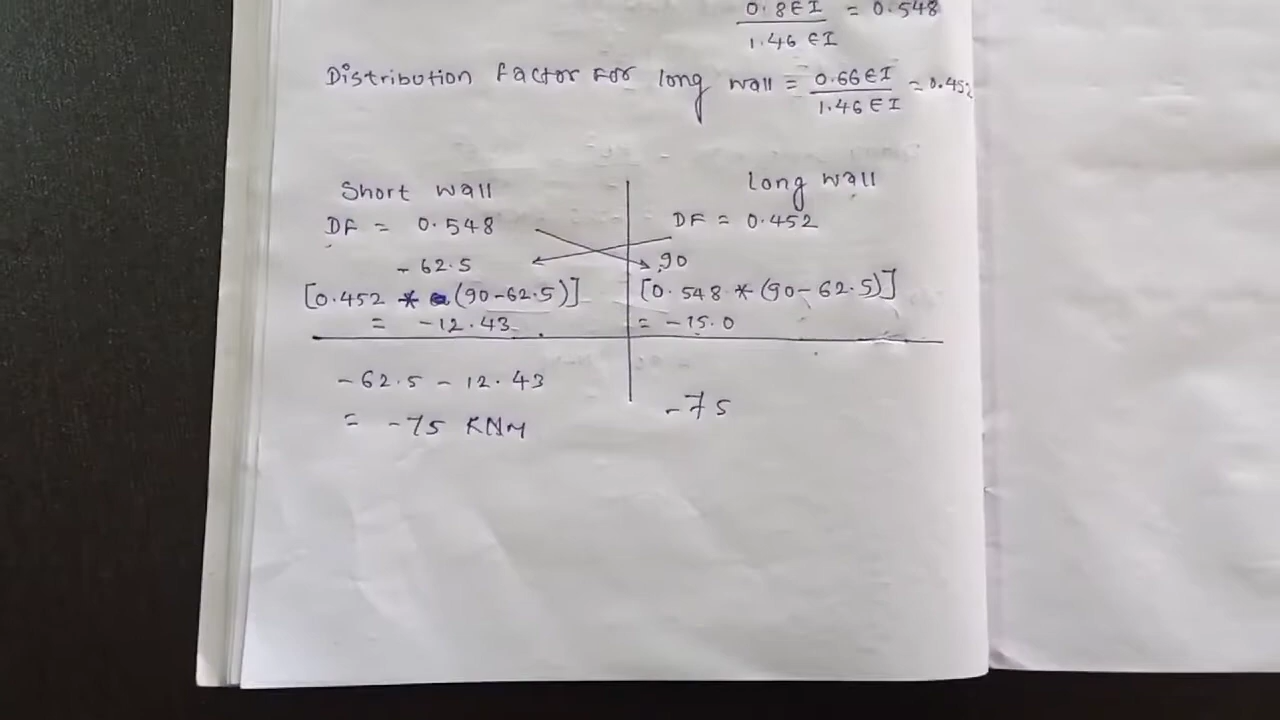 0.8EI = 0.548
1.46 EI
Distribution factor For long wall = 0.66EI = 0.452
1.46EI
Short wall
DF = 0.548
- 62.5
[0.452 * (90-62.5)]
= -12.43
-62.5 - 12.43
= -75 KNM
long wall
DF = 0.452
90
[0.548 * (90-62.5)]
= -15.0
-75